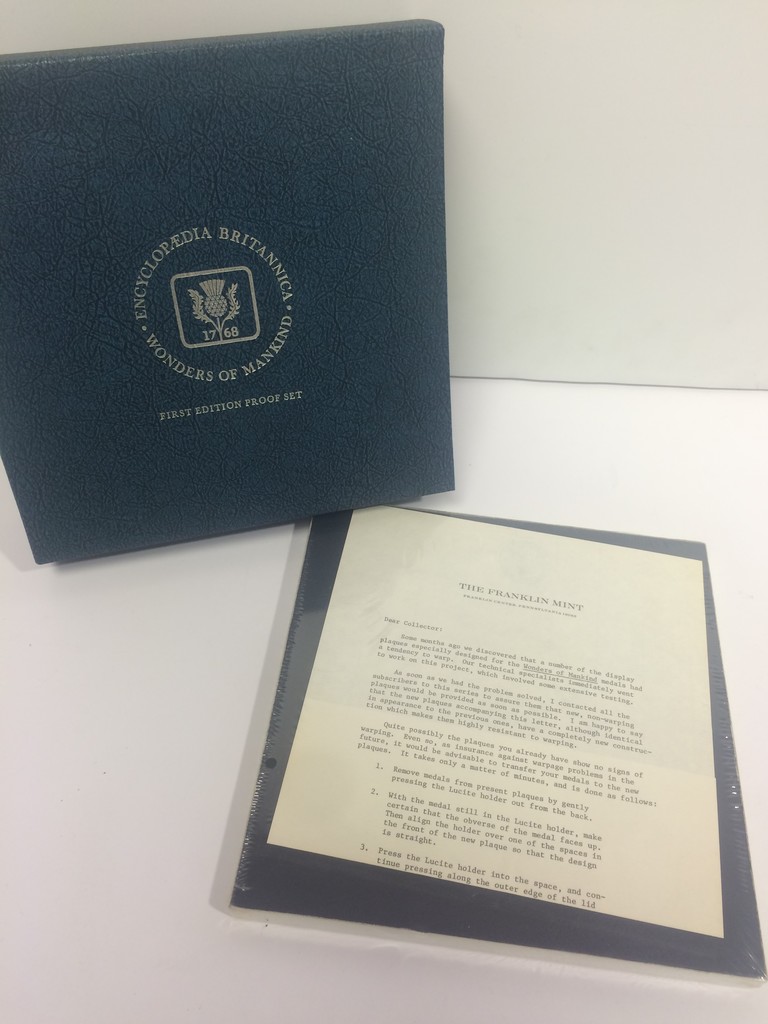 ENCYCLOPÆDIA BRITANNICA
1768
• WONDERS OF MANKIND •
FIRST EDITION PROOF SET
THE FRANKLIN MINT
FRANKLIN CENTER, PENNSYLVANIA
Dear Collector:
Some months ago we discovered that a number of the display
plaques especially designed for the Wonders of Mankind medals had
a tendency to warp. Our technical specialists immediately went
to work on this project, which involved some extensive testing.
As soon as we had the problem solved, I contacted all the
subscribers to this series to assure them that new, non-warping
plaques would be provided as soon as possible. I am happy to say
that the new plaques accompanying this letter, although identical
in appearance to the previous ones, have a completely new construc-
tion which makes them highly resistant to warping.
Quite possibly the plaques you already have show no signs of
warping. Even so, as insurance against warpage problems in the
future, it would be advisable to transfer your medals to the new
plaques. It takes only a matter of minutes, and is done as follows:
1. Remove medals from present plaques by gently
pressing the Lucite holder out from the back.
2. With the medal still in the Lucite holder, make
certain that the obverse of the medal faces up.
Then align the holder over one of the spaces in
the front of the new plaque so that the design
is straight.
3. Press the Lucite holder into the space, and con-
tinue pressing along the outer edge of the lid